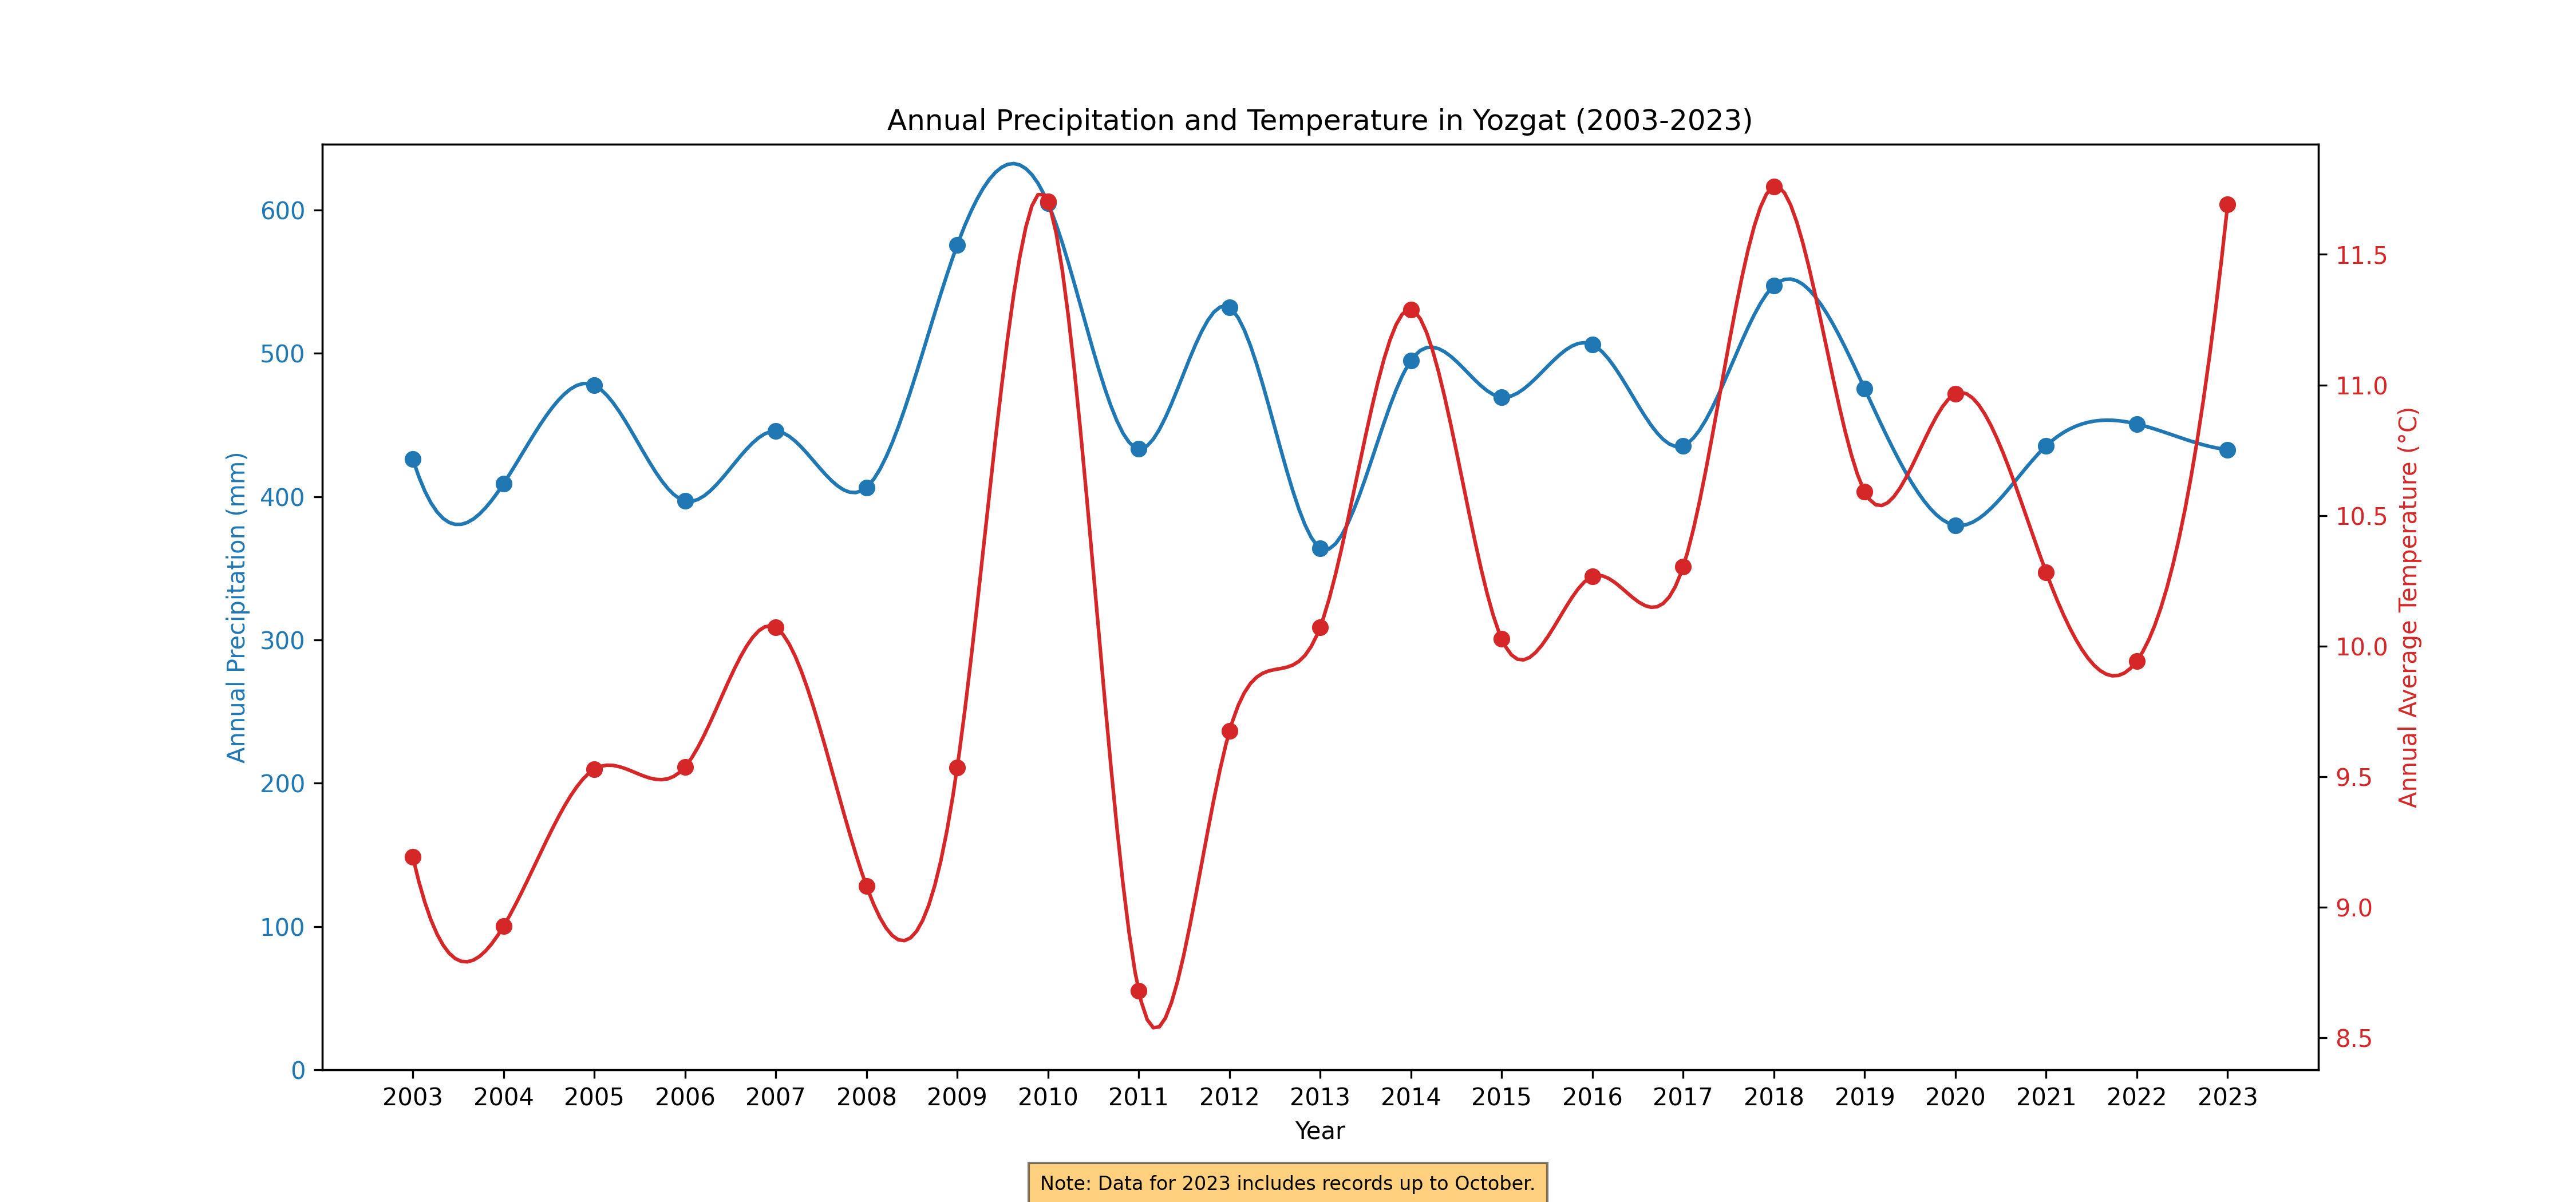 Annual Precipitation and Temperature in Yozgat (2003-2023)
Annual Precipitation (mm)
600
500
400
300
200
100
0
11.5
11.0
10.5
10.0
9.5
9.0
8.5
Annual Average Temperature (°C)
2003 2004 2005 2006 2007 2008 2009 2010 2011 2012 2013 2014 2015 2016 2017 2018 2019 2020 2021 2022 2023
Year
Note: Data for 2023 includes records up to October.